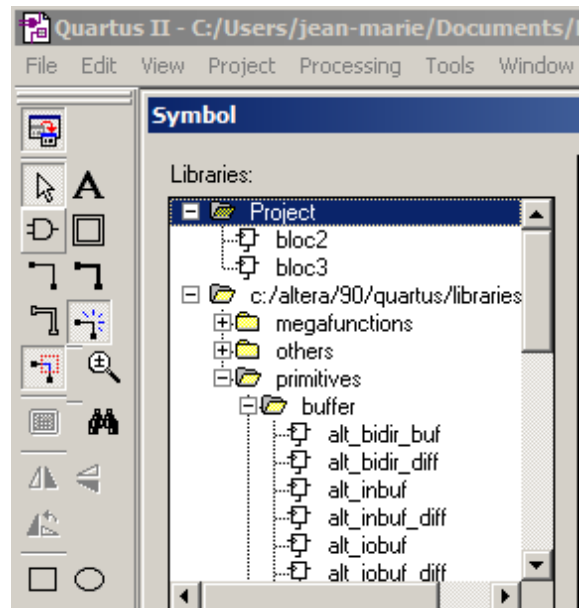 Quartus II - C:/Users/jean-marie/Documents/
File Edit View Project Processing Tools Window
Symbol
A
Libraries:
Project
bloc2
bloc3
c:/altera/90/quartus/libraries
megafunctions
others
primitives
buffer
alt_bidir_buf
alt_bidir_diff
alt_inbuf
alt_inbuf_diff
alt_iobuf
alt_iobuf_diff